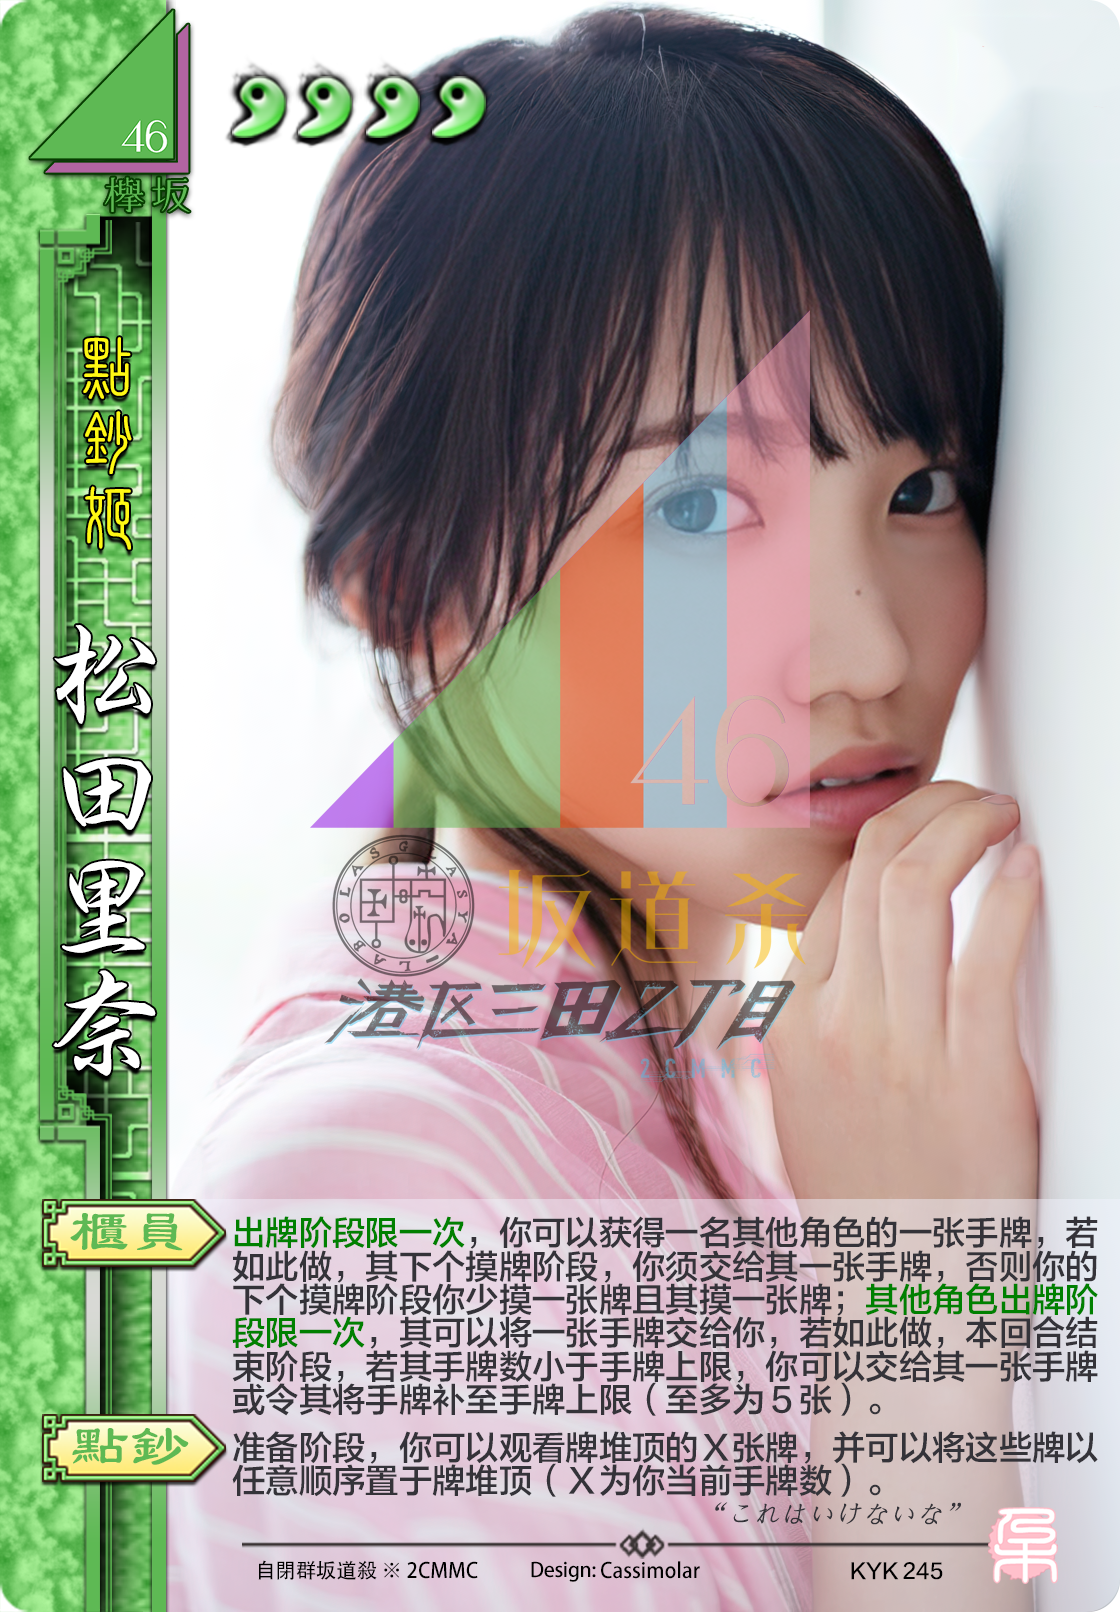 46
欅坂
點鈔姬
松田里奈
46
GLASYA-LABOLAS
坂道杀
港区三田2丁目
2CMMC
櫃員
出牌阶段限一次，你可以获得一名其他角色的一张手牌，若
如此做，其下个摸牌阶段，你须交给其一张手牌，否则你的
下个摸牌阶段你少摸一张牌且其摸一张牌；其他角色出牌阶
段限一次，其可以将一张手牌交给你，若如此做，本回合结
束阶段，若其手牌数小于手牌上限，你可以交给其一张手牌
或令其将手牌补至手牌上限（至多为５张）。
點鈔
准备阶段，你可以观看牌堆顶的Ｘ张牌，并可以将这些牌以
任意顺序置于牌堆顶（Ｘ为你当前手牌数）。
“これはいけないな”
自閉群坂道殺 ※ 2CMMC
Design: Cassimolar
KYK 245